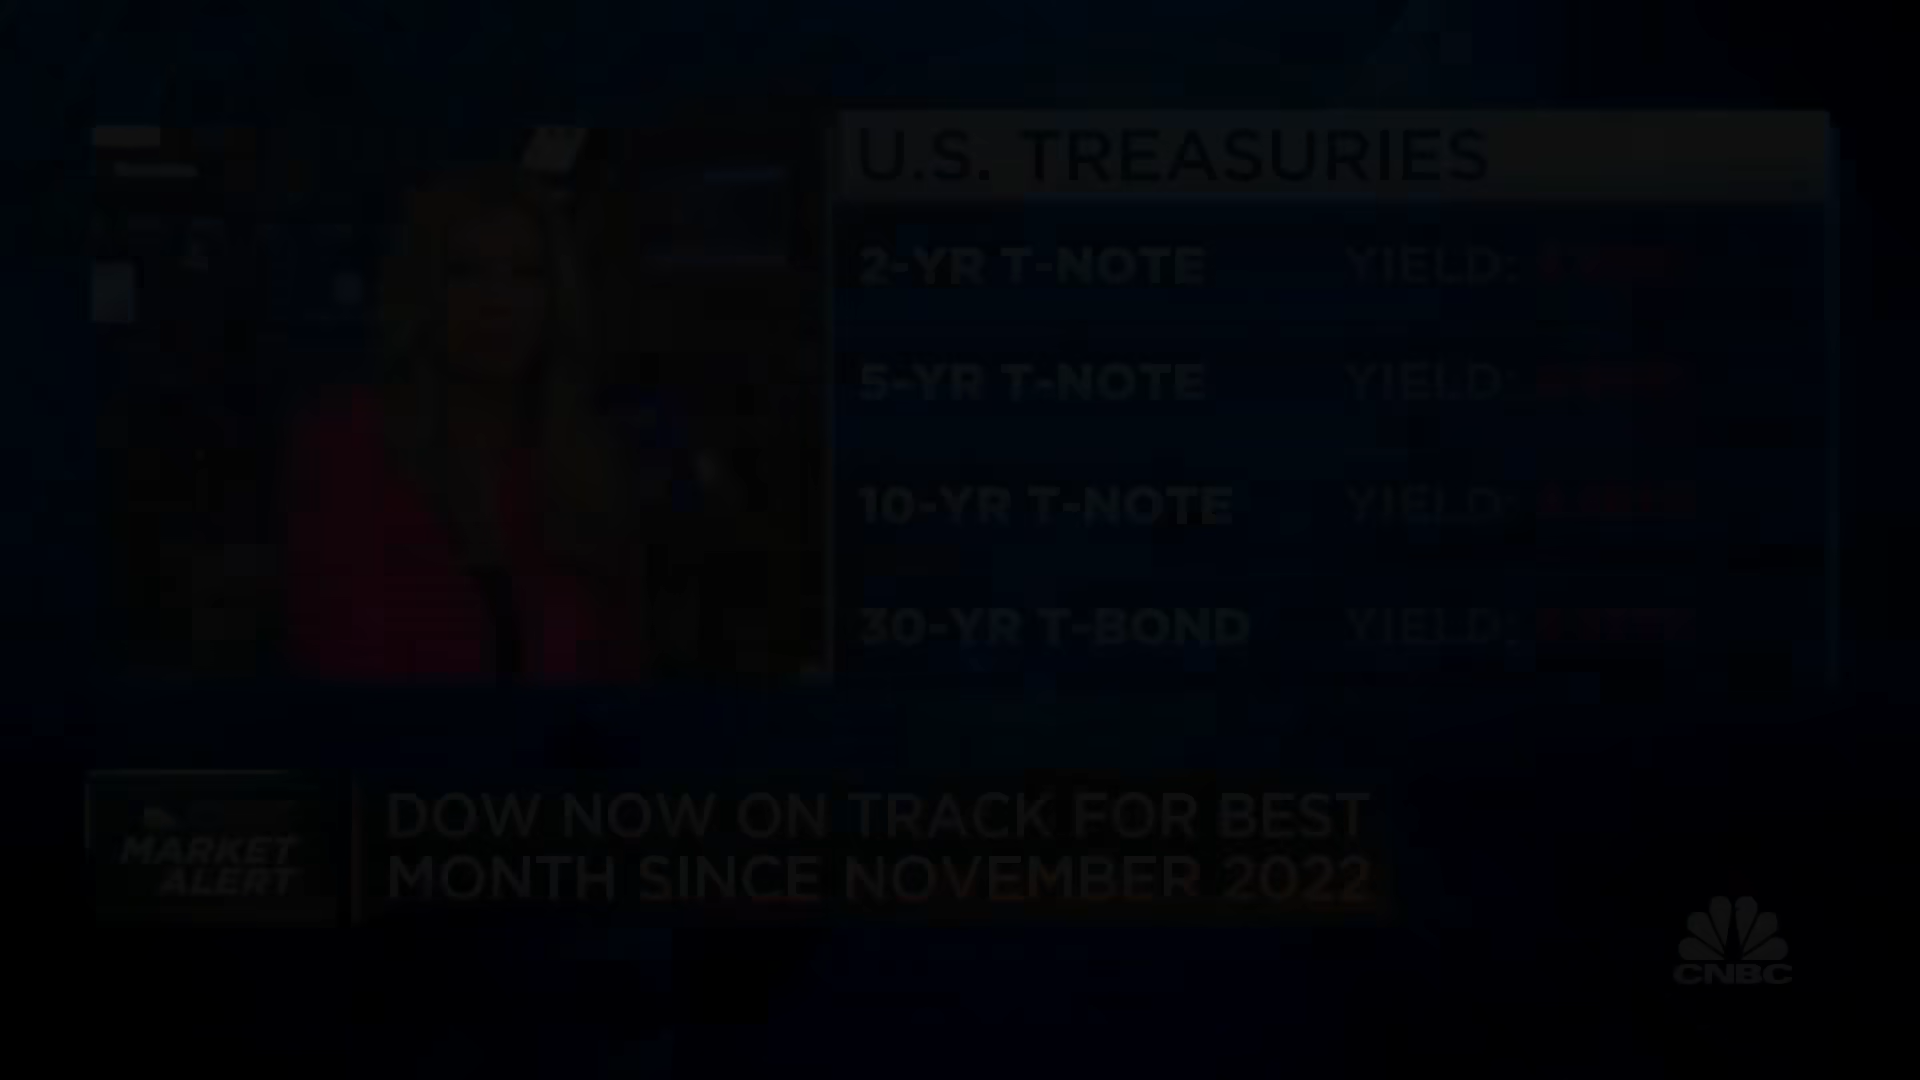 U.S. TREASURIES
2-YR T-NOTE YIELD:
5-YR T-NOTE YIELD:
10-YR T-NOTE YIELD:
30-YR T-BOND YIELD:
MARKET
ALERT
DOW NOW ON TRACK FOR BEST
MONTH SINCE NOVEMBER 2022
CNBC